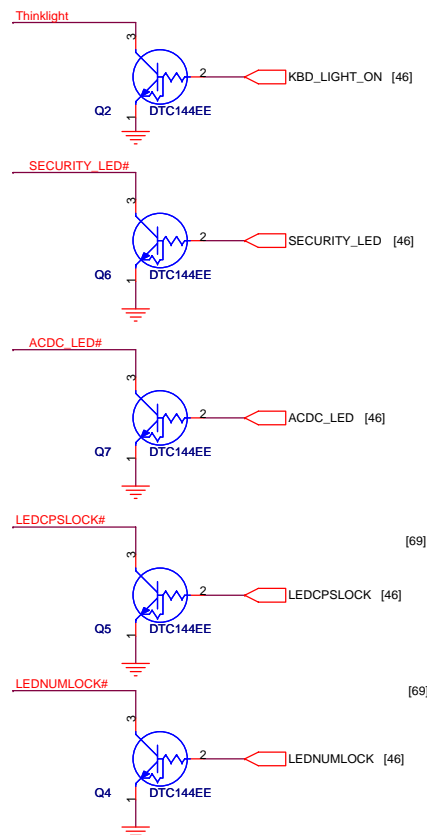 Thinklight
3
2
KBD_LIGHT_ON [46]
1
Q2
DTC144EE
SECURITY_LED#
3
2
SECURITY_LED [46]
1
Q6
DTC144EE
ACDC_LED#
3
2
ACDC_LED [46]
1
Q7
DTC144EE
LEDCPSLOCK#
[69]
3
2
LEDCPSLOCK [46]
1
Q5
DTC144EE
LEDNUMLOCK#
[69]
3
2
LEDNUMLOCK [46]
1
Q4
DTC144EE